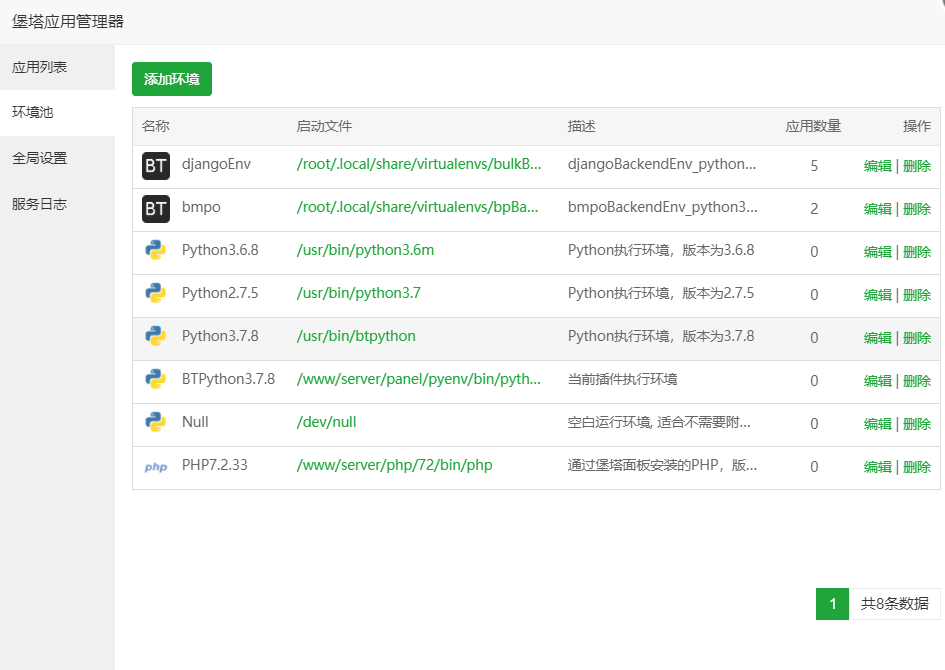 堡塔应用管理器
应用列表
环境池
全局设置
服务日志
添加环境
名称 启动文件 描述 应用数量 操作
BT djangoEnv /root/.local/share/virtualenvs/bulkB... djangoBackendEnv_python... 5 编辑 | 删除
BT bmpo /root/.local/share/virtualenvs/bpBa... bmpoBackendEnv_python3... 2 编辑 | 删除
Python3.6.8 /usr/bin/python3.6m Python执行环境，版本为3.6.8 0 编辑 | 删除
Python2.7.5 /usr/bin/python3.7 Python执行环境，版本为2.7.5 0 编辑 | 删除
Python3.7.8 /usr/bin/btpython Python执行环境，版本为3.7.8 0 编辑 | 删除
BTPython3.7.8 /www/server/panel/pyenv/bin/pyth... 当前插件执行环境 0 编辑 | 删除
Null /dev/null 空白运行环境, 适合不需要附... 0 编辑 | 删除
php PHP7.2.33 /www/server/php/72/bin/php 通过堡塔面板安装的PHP，版... 0 编辑 | 删除
1 共8条数据